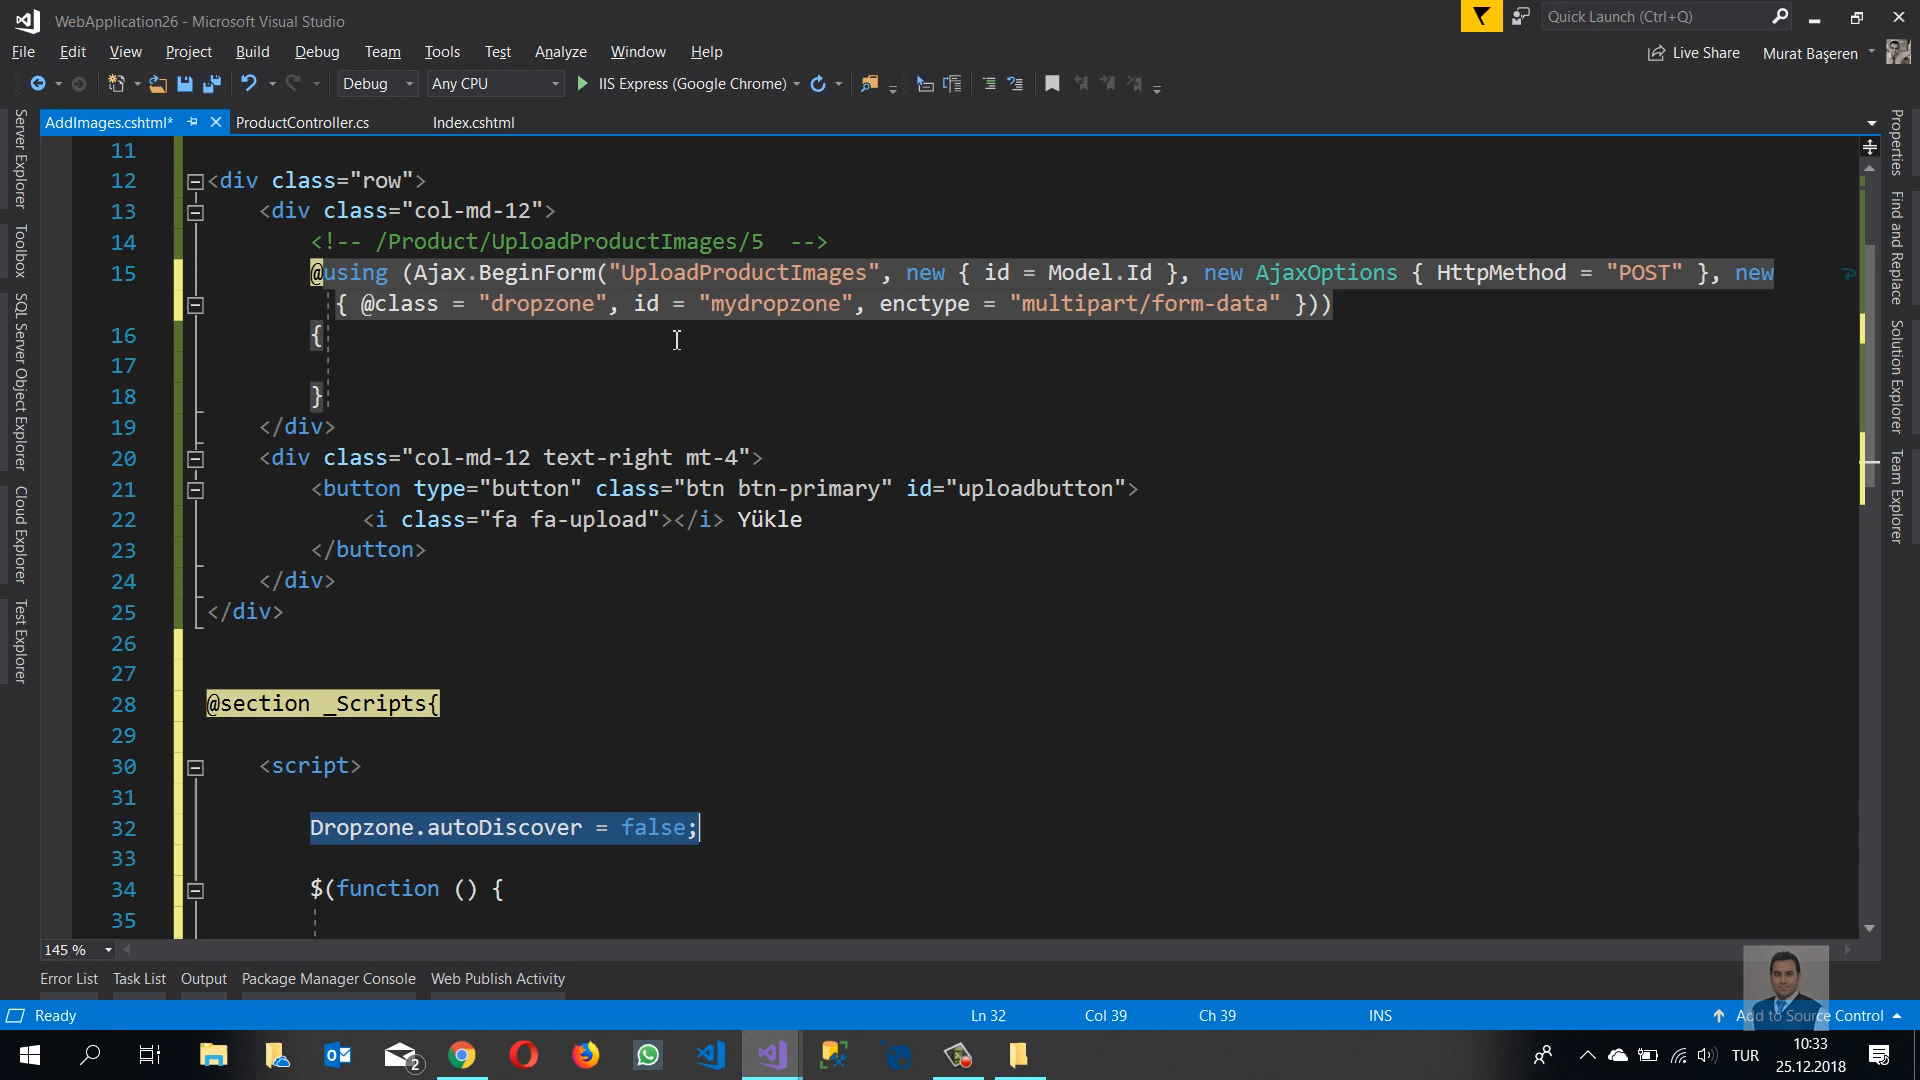 WebApplication26 - Microsoft Visual Studio
Quick Launch (Ctrl+Q)
File Edit View Project Build Debug Team Tools Test Analyze Window Help
Live Share Murat Başeren
Debug Any CPU IIS Express (Google Chrome)
AddImages.cshtml* ProductController.cs Index.cshtml
Server Explorer
Toolbox
SQL Server Object Explorer
Cloud Explorer
Test Explorer
11
12 <div class="row">
13 <div class="col-md-12">
14 <!-- /Product/UploadProductImages/5 -->
15 @using (Ajax.BeginForm("UploadProductImages", new { id = Model.Id }, new AjaxOptions { HttpMethod = "POST" }, new
{ @class = "dropzone", id = "mydropzone", enctype = "multipart/form-data" }))
16 {
17
18 }
19 </div>
20 <div class="col-md-12 text-right mt-4">
21 <button type="button" class="btn btn-primary" id="uploadbutton">
22 <i class="fa fa-upload"></i> Yükle
23 </button>
24 </div>
25 </div>
26
27
28 @section _Scripts{
29
30 <script>
31
32 Dropzone.autoDiscover = false;
33
34 $(function () {
35
Properties
Find and Replace
Solution Explorer
Team Explorer
145 %
Error List Task List Output Package Manager Console Web Publish Activity
Ready Ln 32 Col 39 Ch 39 INS Add to Source Control
2
TUR
10:33
25.12.2018